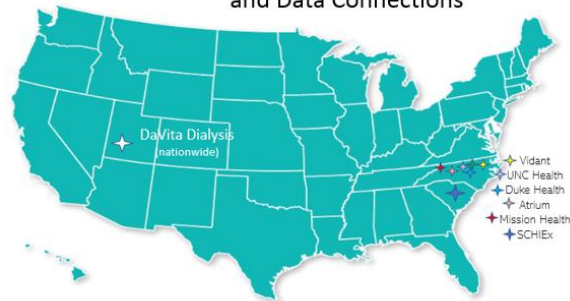 and Data Connections
DaVita Dialysis
(nationwide)
Vidant
UNC Health
Duke Health
Atrium
Mission Health
SCHIEx